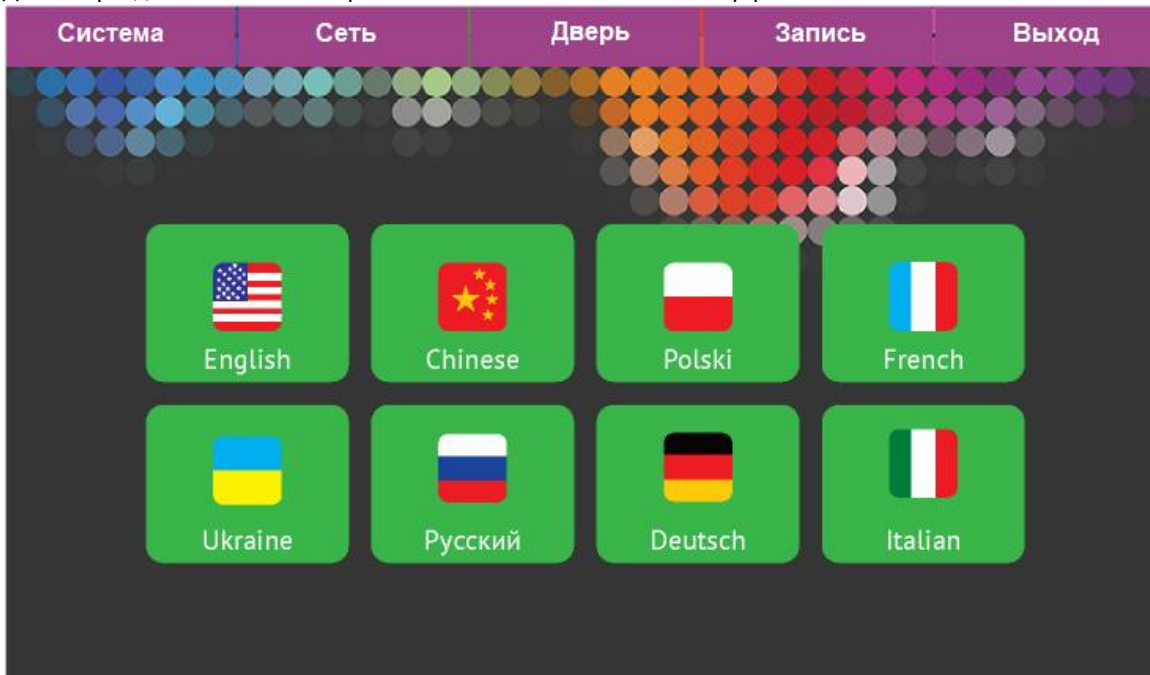 Система Сеть Дверь Запись Выход
English Chinese Polski French
Ukraine Русский Deutsch Italian